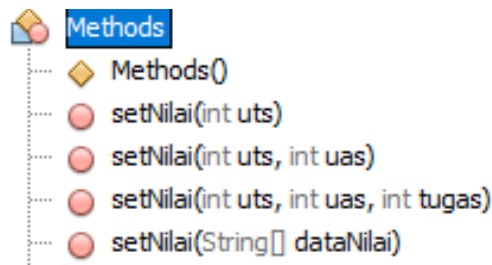 Methods
Methods()
setNilai(int uts)
setNilai(int uts, int uas)
setNilai(int uts, int uas, int tugas)
setNilai(String[] dataNilai)